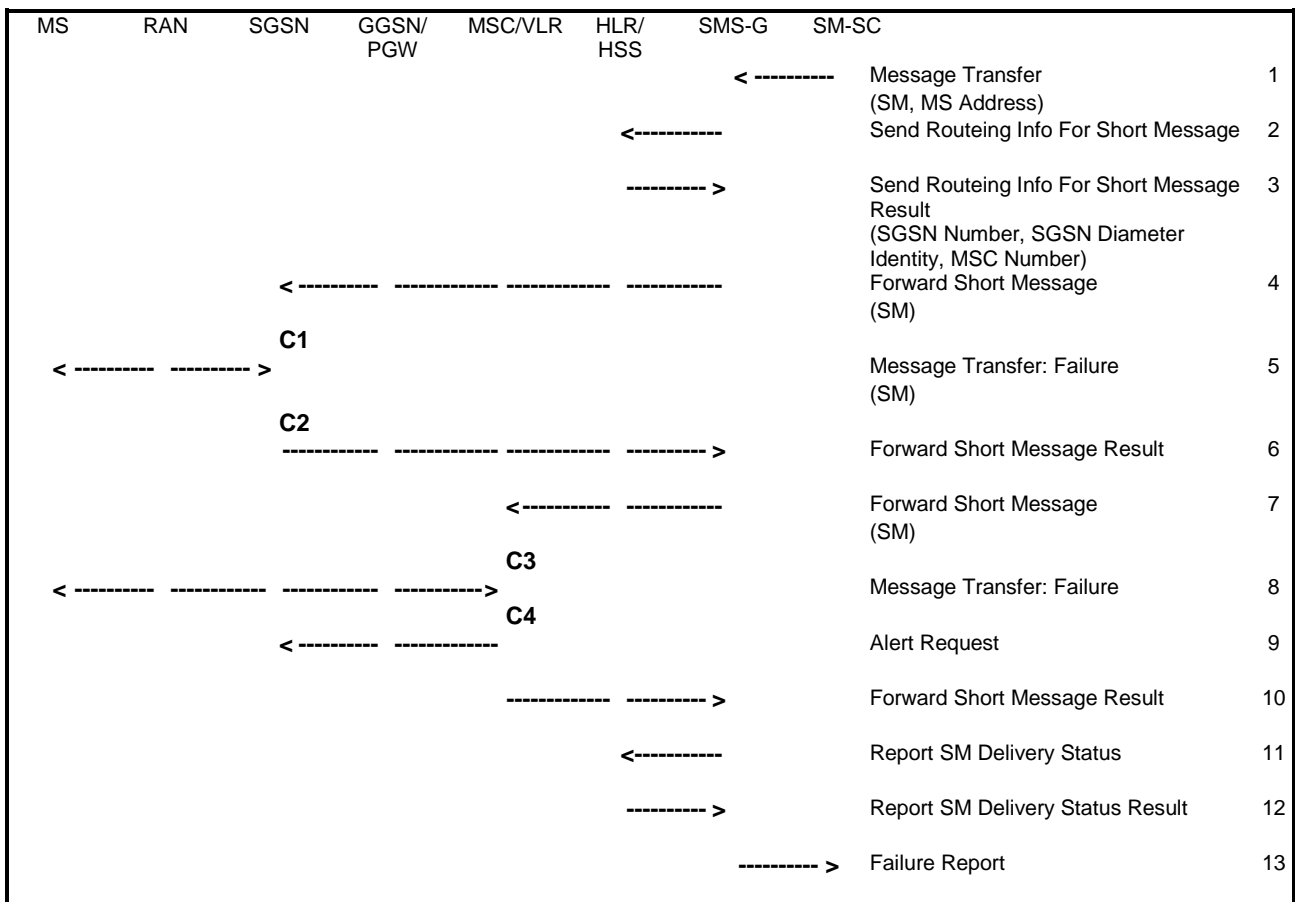 MS RAN SGSN GGSN/ MSC/VLR HLR/ SMS-G SM-SC
PGW HSS
Message Transfer 1
(SM, MS Address)
Send Routeing Info For Short Message 2
Send Routeing Info For Short Message 3
Result
(SGSN Number, SGSN Diameter
Identity, MSC Number)
Forward Short Message 4
(SM)
C1
Message Transfer: Failure 5
(SM)
C2
Forward Short Message Result 6
Forward Short Message 7
(SM)
C3
Message Transfer: Failure 8
C4
Alert Request 9
Forward Short Message Result 10
Report SM Delivery Status 11
Report SM Delivery Status Result 12
Failure Report 13